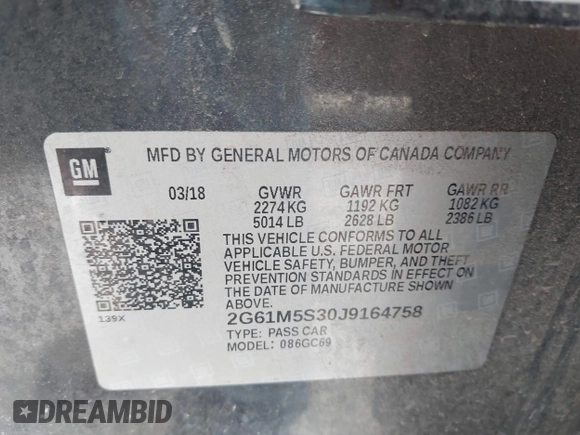 GM
MFD BY GENERAL MOTORS OF CANADA COMPANY
03/18 GVWR GAWR FRT GAWR RR
2274 KG 1192 KG 1082 KG
5014 LB 2628 LB 2386 LB
THIS VEHICLE CONFORMS TO ALL
APPLICABLE U.S. FEDERAL MOTOR
VEHICLE SAFETY, BUMPER, AND THEFT
PREVENTION STANDARDS IN EFFECT ON
THE DATE OF MANUFACTURE SHOWN
ABOVE.
139X
2G61M5S30J9164758
TYPE: PASS CAR
MODEL: 086GC69
DREAMBID